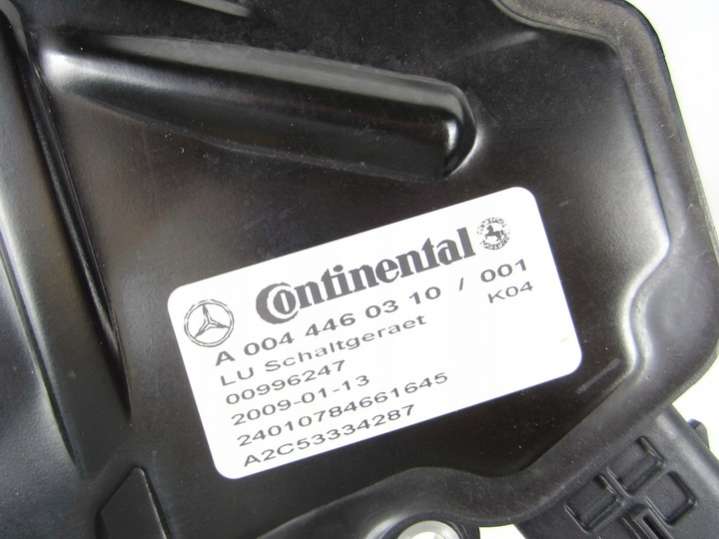 Continental
A 004 446 03 10 / 001
LU Schaltgeraet K04
00996247
2009-01-13
24010784661645
A2C53334287